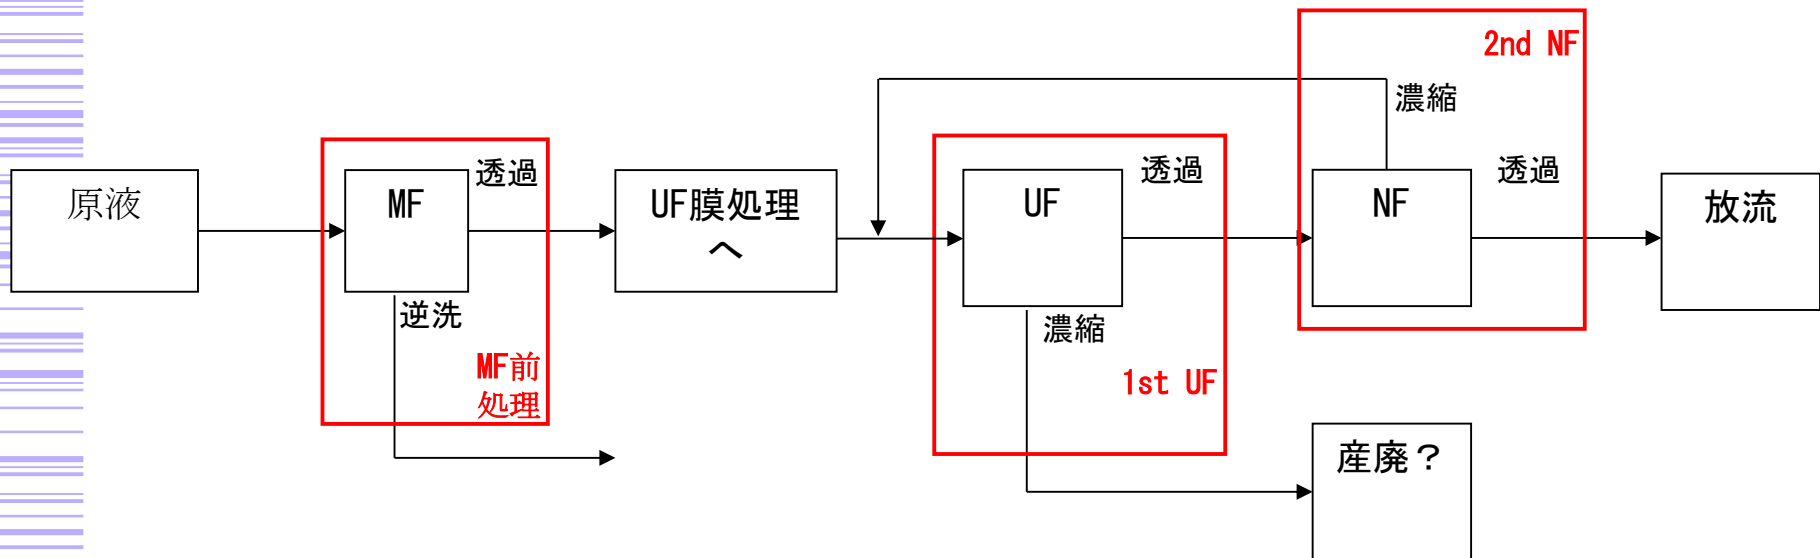 2nd NF
濃縮
透過
透過
透過
原液
MF
UF膜処理
へ
UF
NF
放流
逆洗
濃縮
MF前
処理
1st UF
産廃？